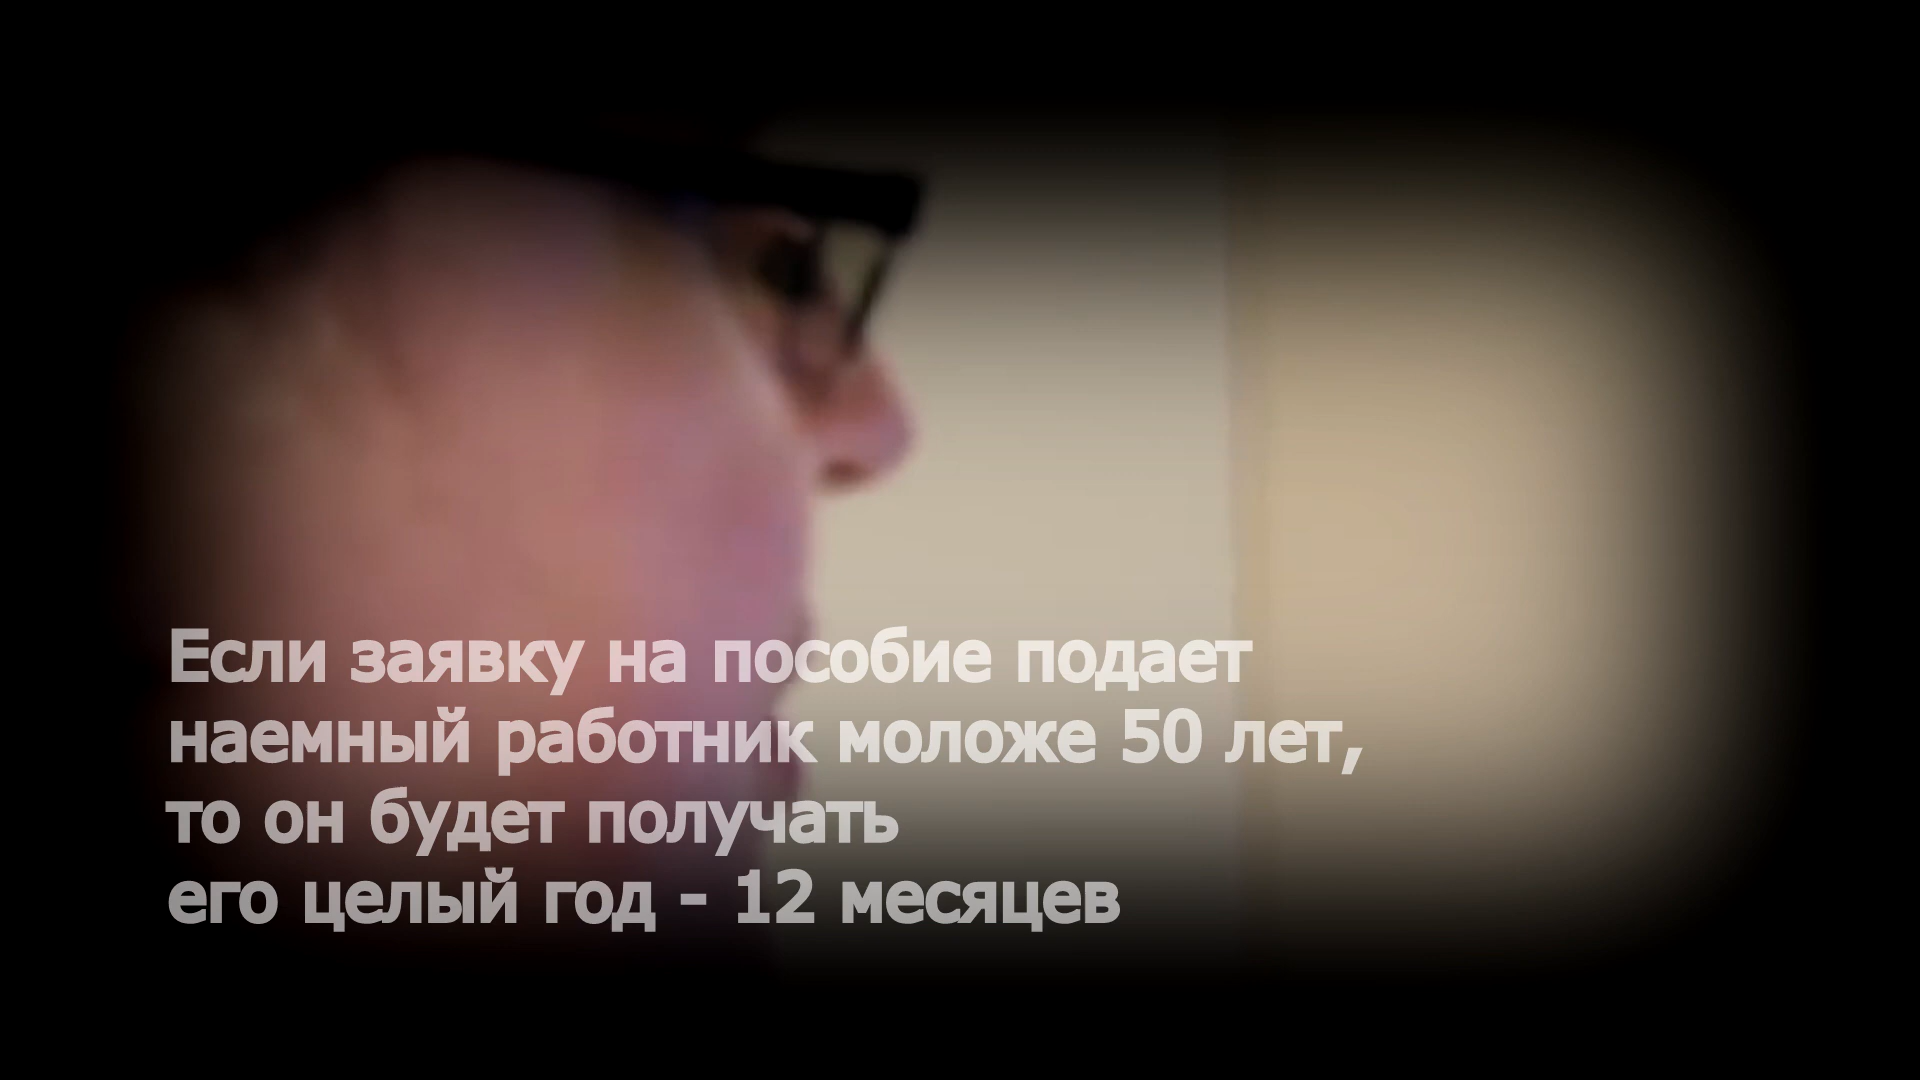 Если заявку на пособие подает
наемный работник моложе 50 лет,
то он будет получать
его целый год - 12 месяцев